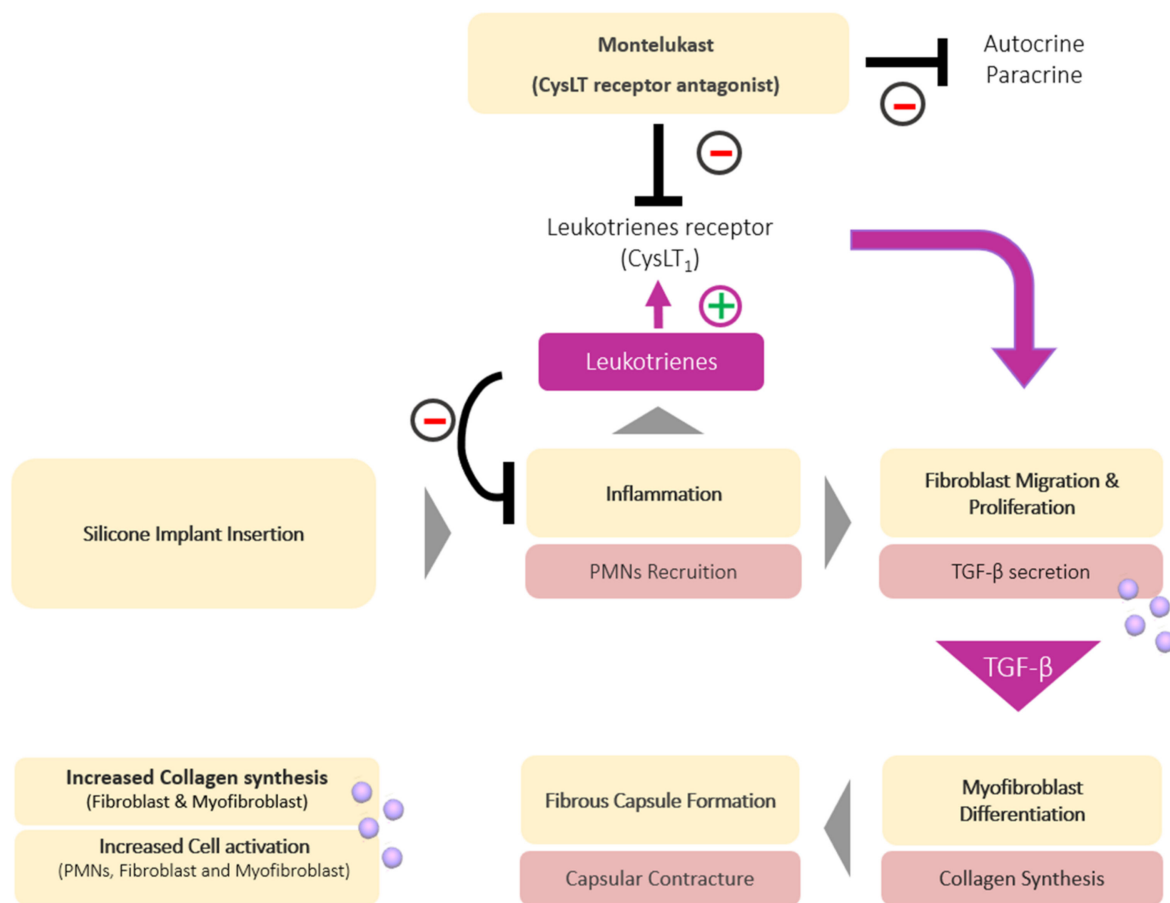 Montelukast
(CysLT receptor antagonist)
Autocrine
Paracrine
Leukotrienes receptor
(CysLT₁)
Leukotrienes
Silicone Implant Insertion
Inflammation
PMNs Recruition
Fibroblast Migration &
Proliferation
TGF-β secretion
TGF-β
Increased Collagen synthesis
(Fibroblast & Myofibroblast)
Increased Cell activation
(PMNs, Fibroblast and Myofibroblast)
Fibrous Capsule Formation
Capsular Contracture
Myofibroblast
Differentiation
Collagen Synthesis